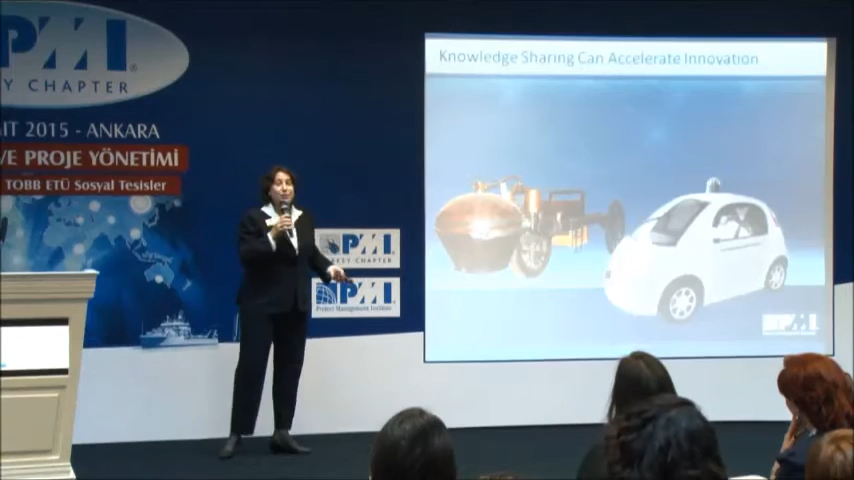 PMI
CHAPTER
2015 - ANKARA
VE PROJE YÖNETİMİ
TOBB ETÜ Sosyal Tesisler
Knowledge Sharing Can Accelerate Innovation
PMI
CHAPTER
PMI
Project Management Institute
PMI